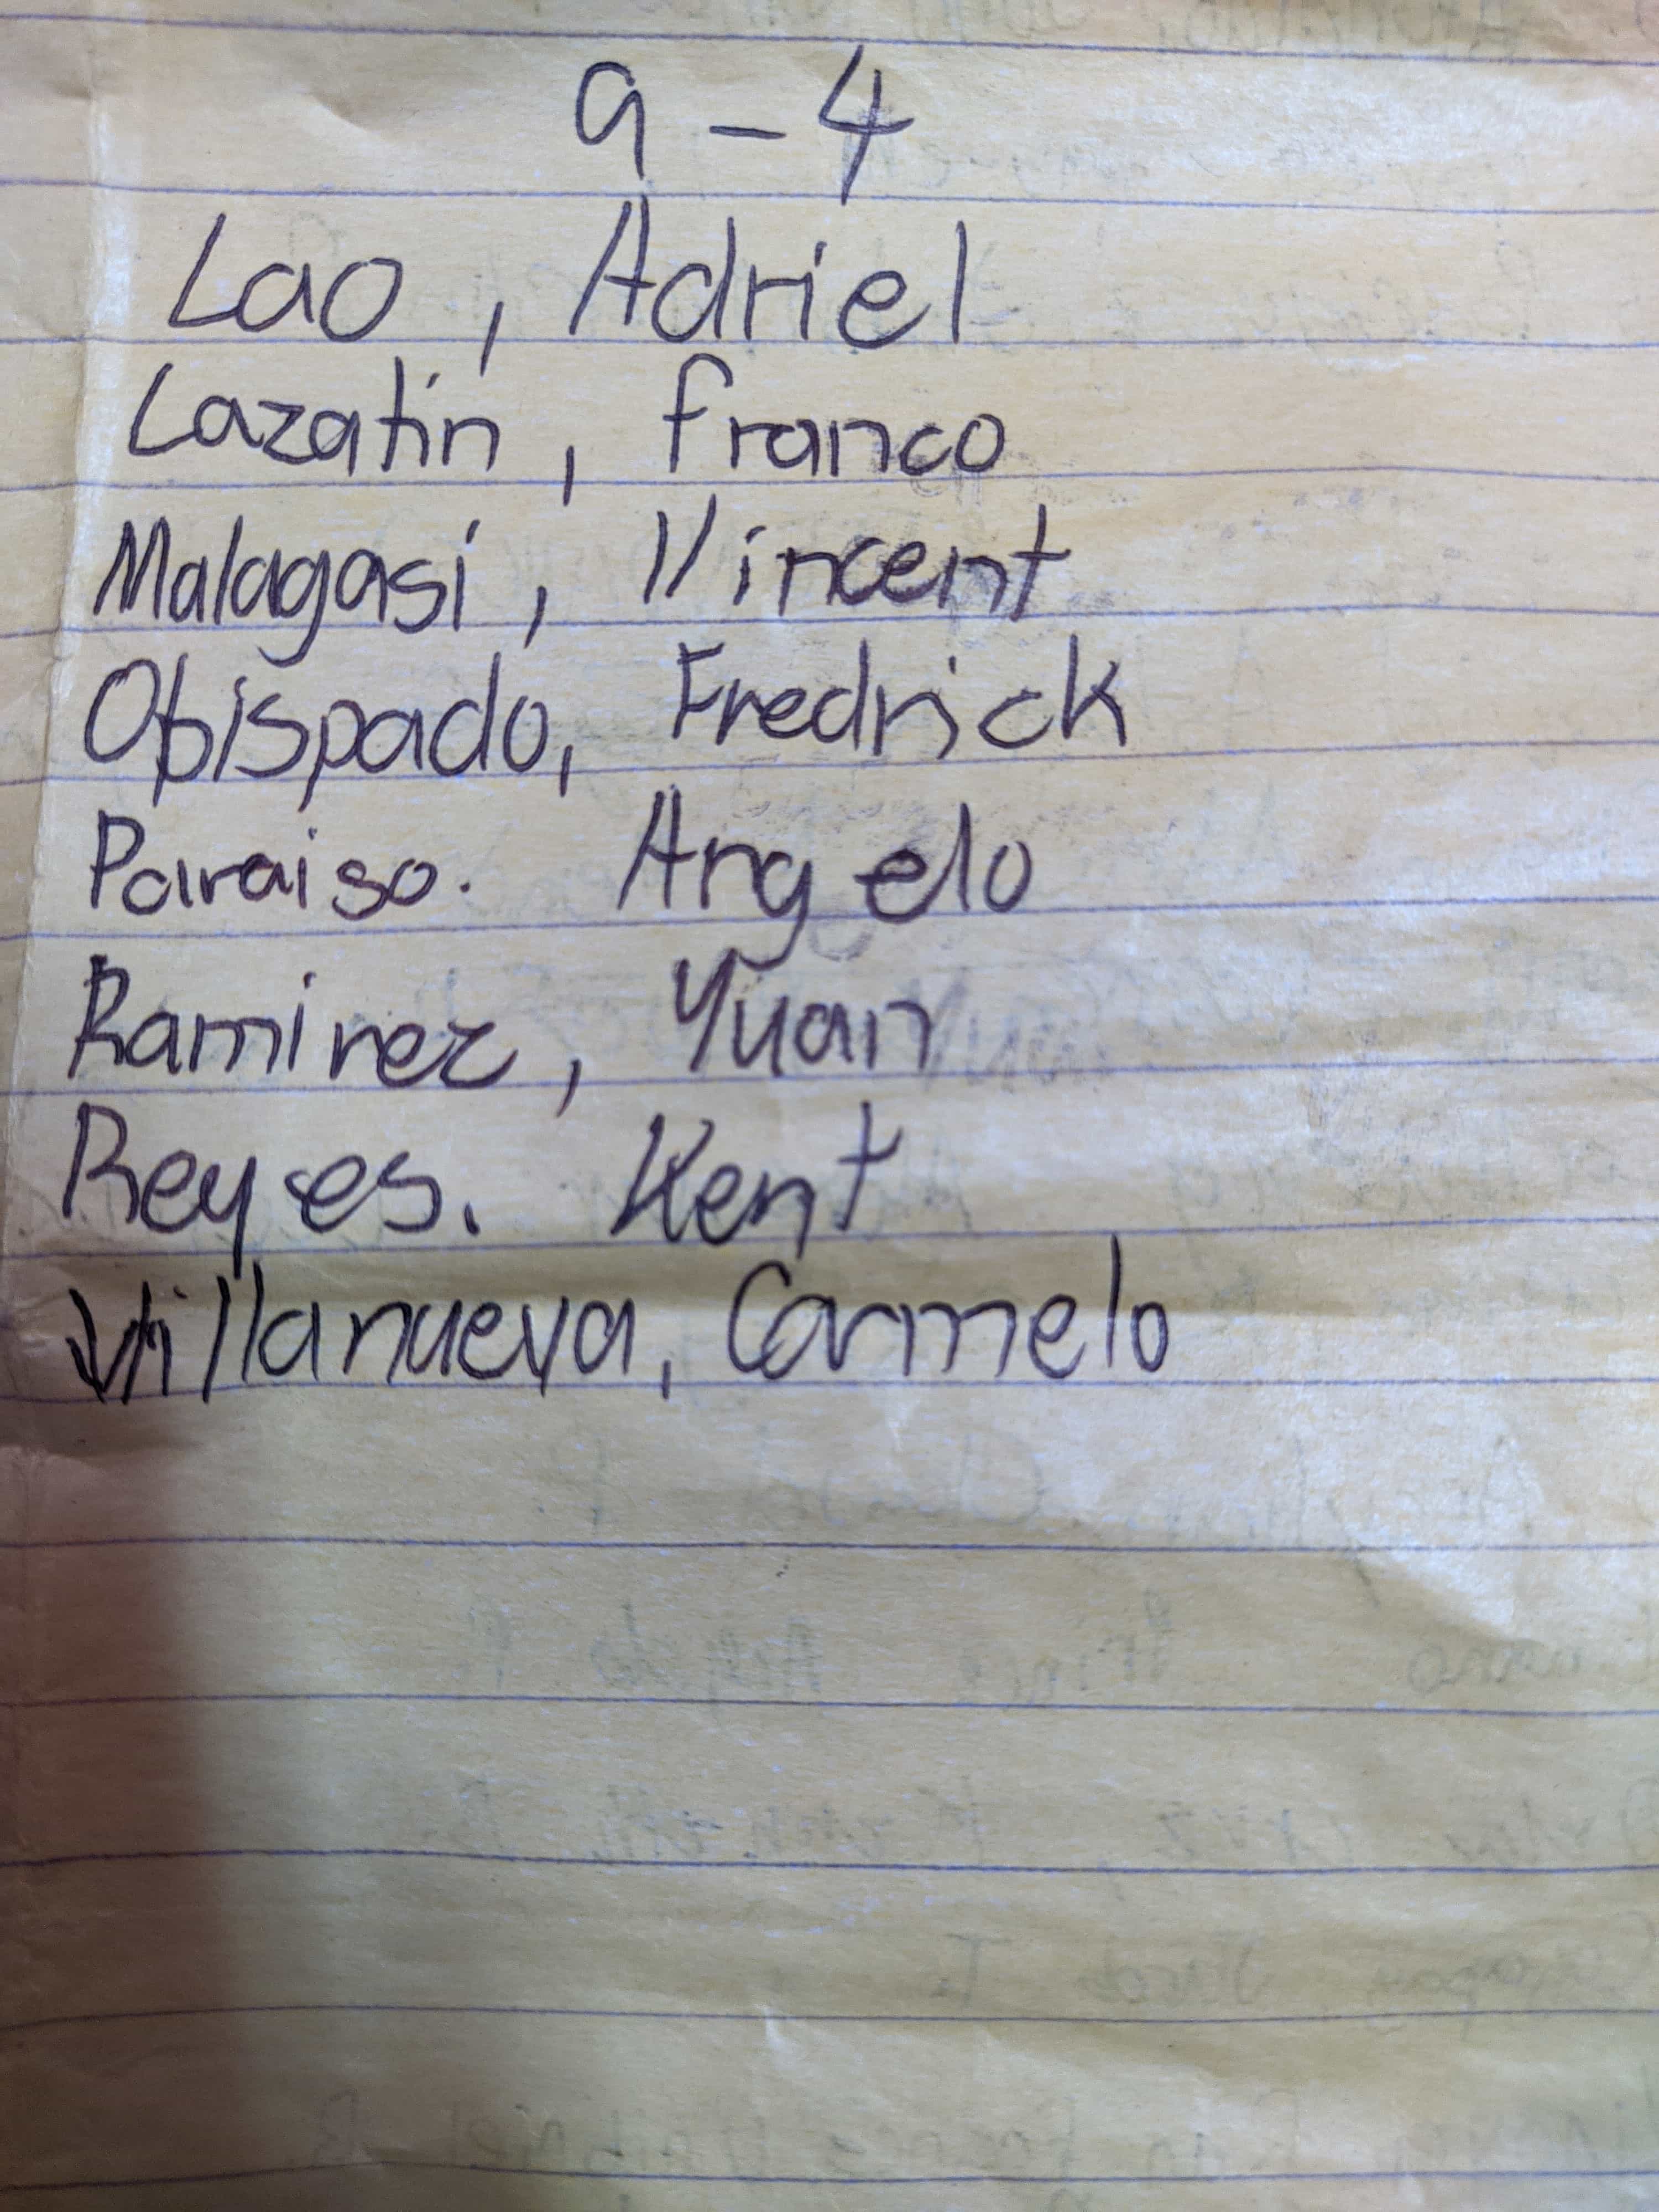 9-4
Lao, Adriel
Lazatin, Franco
Malagasi, Vincent
Obispado, Fredrick
Paraiso. Angelo
Ramirez, Yuan
Reyes. Kent
Villanueva, Carmelo